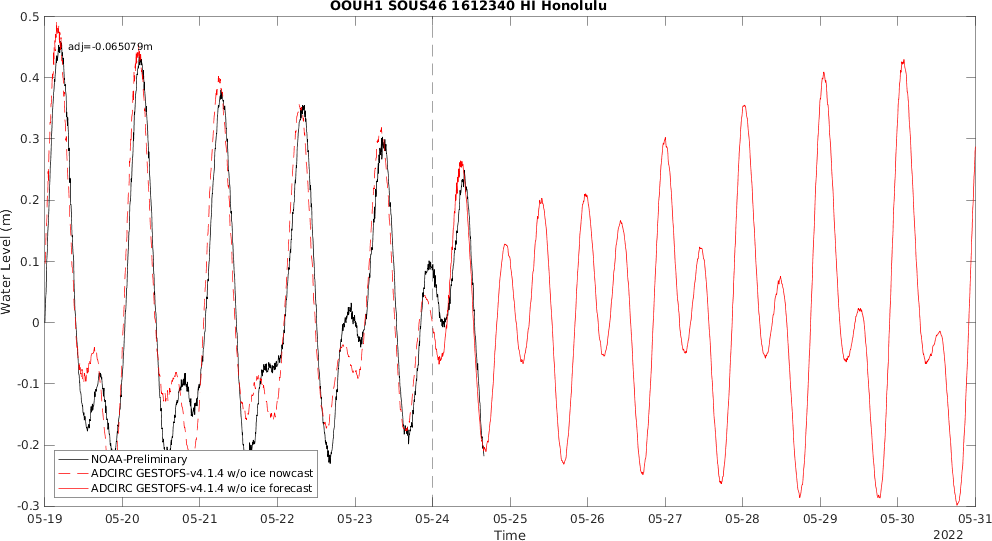 OOUH1 SOUS46 1612340 HI Honolulu
adj=-0.065079m
Water Level (m)
0.5
0.4
0.3
0.2
0.1
0
-0.1
-0.2
-0.3
NOAA-Preliminary
ADCIRC GESTOFS-v4.1.4 w/o ice nowcast
ADCIRC GESTOFS-v4.1.4 w/o ice forecast
05-19 05-20 05-21 05-22 05-23 05-24 05-25 05-26 05-27 05-28 05-29 05-30 05-31
Time
2022